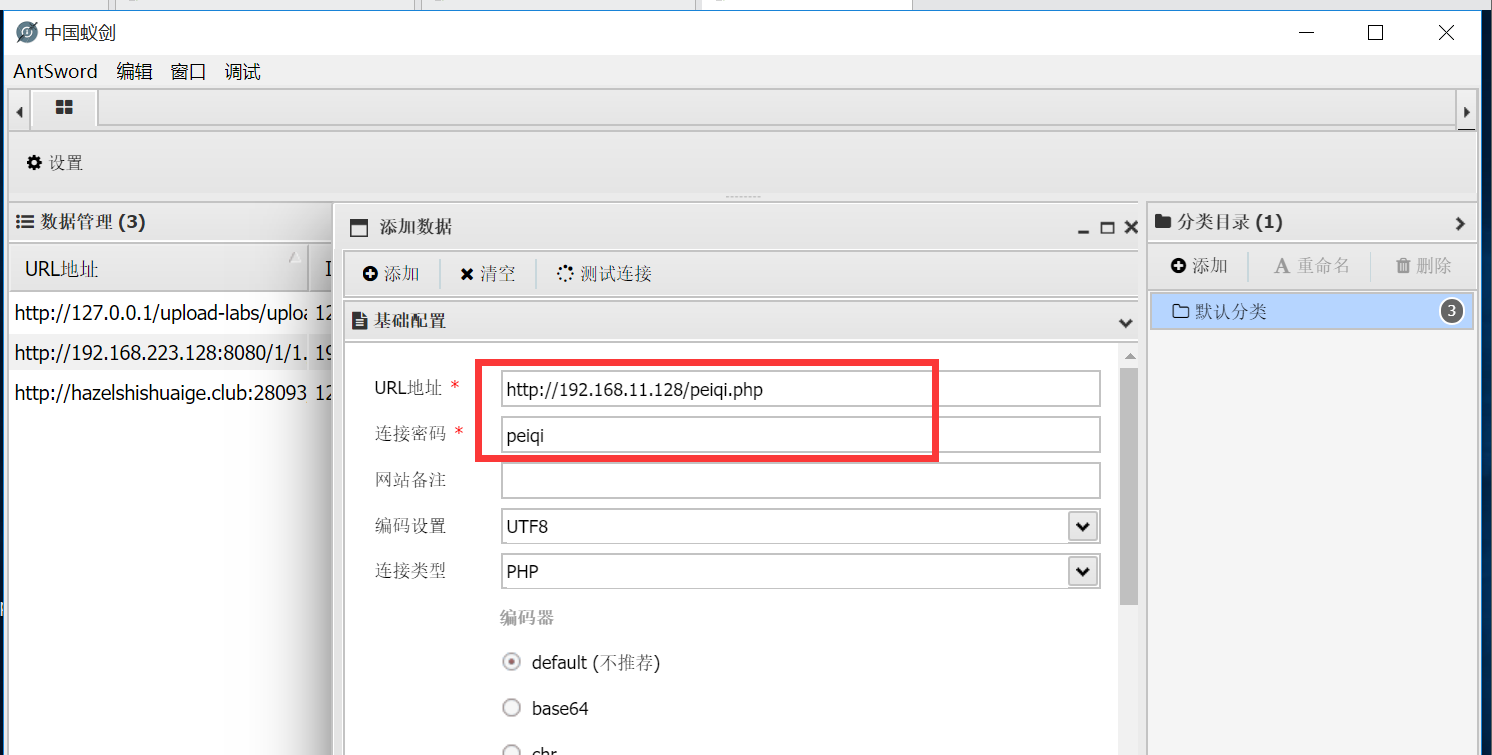 中国蚁剑
AntSword 编辑 窗口 调试
设置
数据管理 (3)
URL地址
http://127.0.0.1/upload-labs/uploa 12
http://192.168.223.128:8080/1/1. 19
http://hazelshishuaige.club:28093 12
添加数据
添加 清空 测试连接
基础配置
URL地址 *
http://192.168.11.128/peiqi.php
连接密码 *
peiqi
网站备注
编码设置
UTF8
连接类型
PHP
编码器
default (不推荐)
base64
chr
分类目录 (1)
添加 A 重命名 删除
默认分类 3